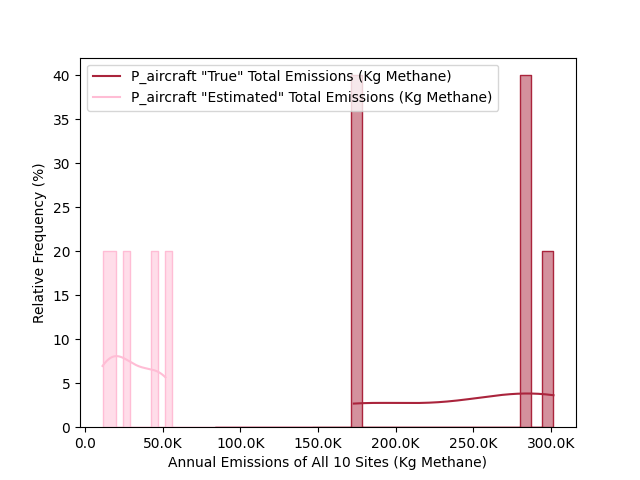 P_aircraft "True" Total Emissions (Kg Methane)
P_aircraft "Estimated" Total Emissions (Kg Methane)
40
35
30
25
20
15
10
5
0
Relative Frequency (%)
0.0 50.0K 100.0K 150.0K 200.0K 250.0K 300.0K
Annual Emissions of All 10 Sites (Kg Methane)